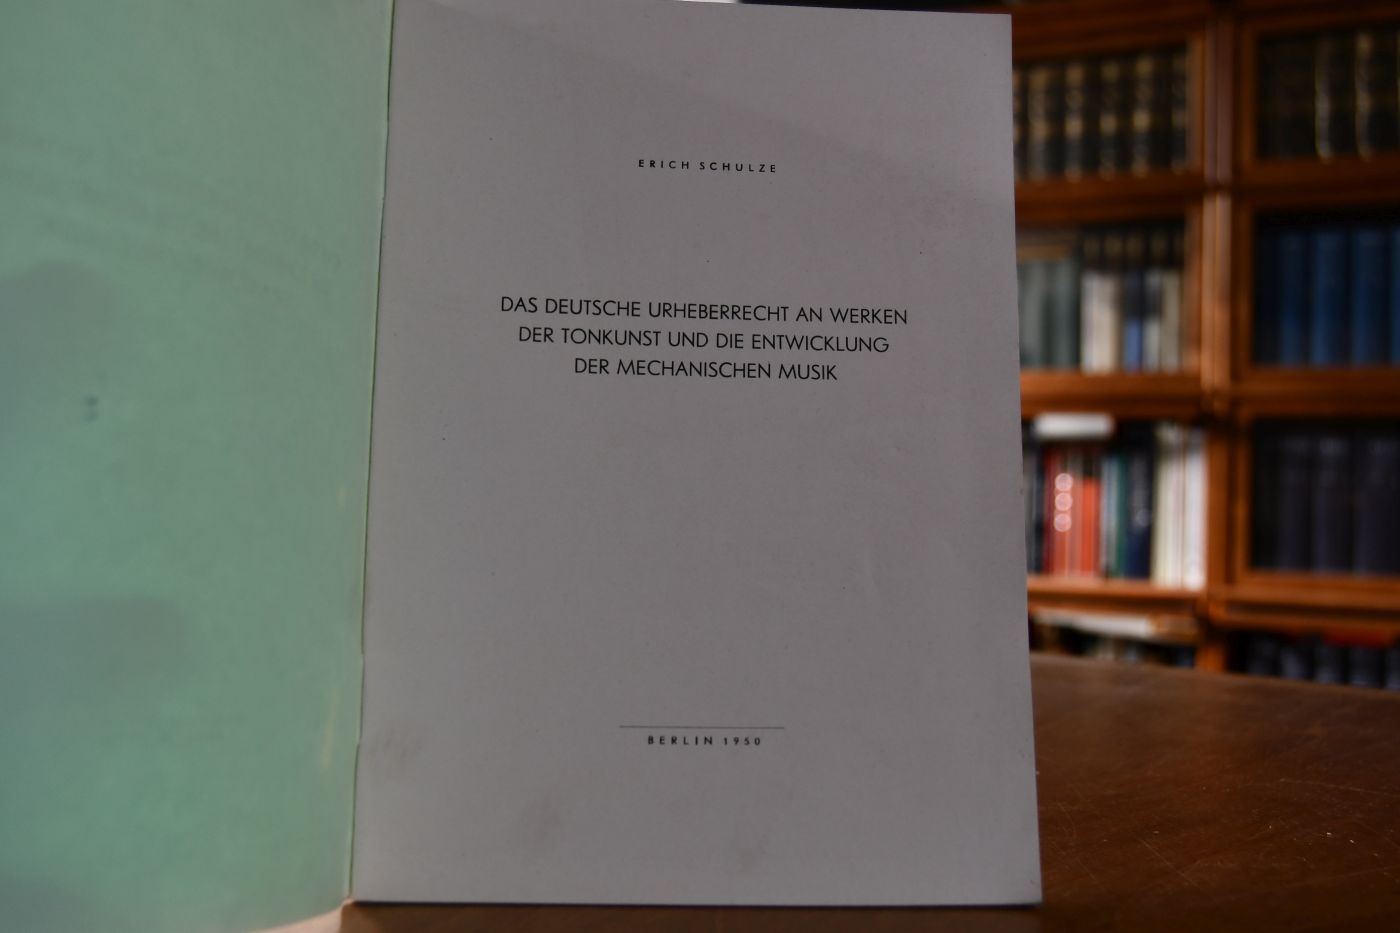 ERICH SCHULZE
DAS DEUTSCHE URHEBERRECHT AN WERKEN
DER TONKUNST UND DIE ENTWICKLUNG
DER MECHANISCHEN MUSIK
BERLIN 1950